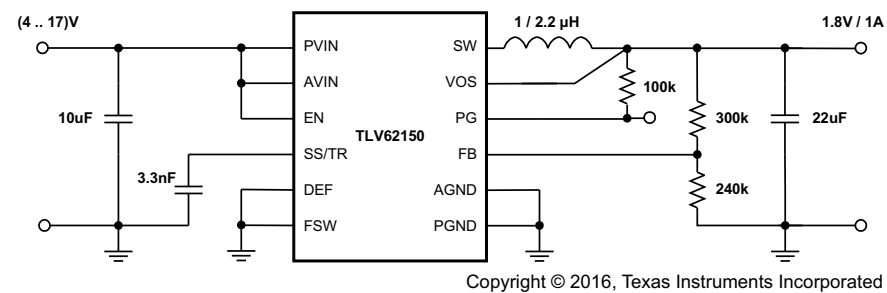 (4 .. 17)V
1 / 2.2 µH
1.8V / 1A
PVIN
SW
AVIN
VOS
100k
10uF
EN
PG
300k
22uF
TLV62150
SS/TR
FB
3.3nF
DEF
AGND
240k
FSW
PGND
Copyright © 2016, Texas Instruments Incorporated